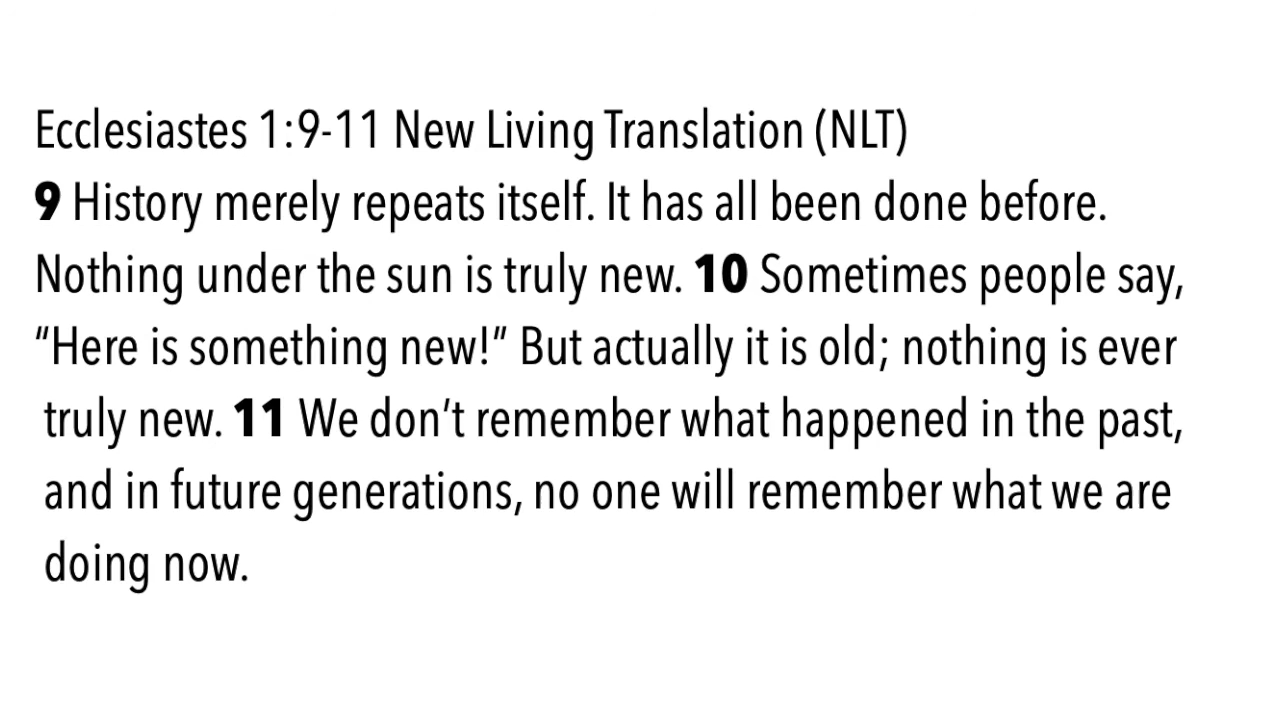 Ecclesiastes 1:9-11 New Living Translation (NLT)
9 History merely repeats itself. It has all been done before.
Nothing under the sun is truly new. 10 Sometimes people say,
“Here is something new!” But actually it is old; nothing is ever
truly new. 11 We don’t remember what happened in the past,
and in future generations, no one will remember what we are
doing now.